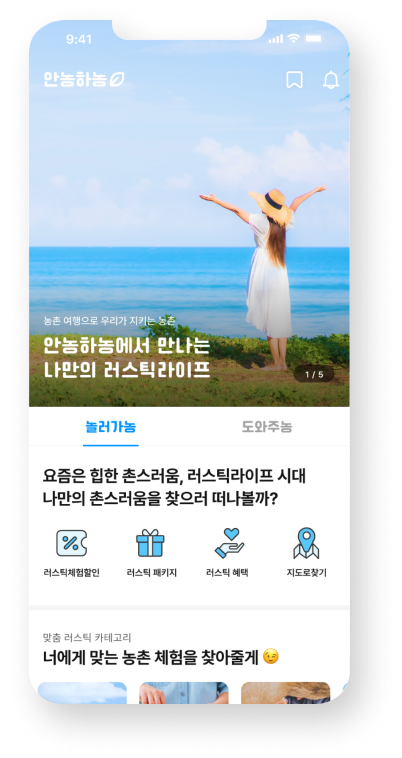 9:41
안농하농
농촌 여행으로 우리가 지키는 농촌
안농하농에서 만나는
나만의 러스틱라이프
1 / 5
놀러가농 도와주농
요즘은 힙한 촌스러움, 러스틱라이프 시대
나만의 촌스러움을 찾으러 떠나볼까?
러스틱체험할인 러스틱 패키지 러스틱 혜택 지도로찾기
맞춤 러스틱 카테고리
너에게 맞는 농촌 체험을 찾아줄게 😉